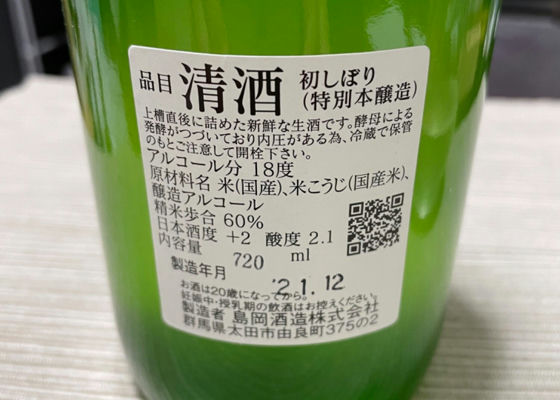 品目 清酒 初しぼり
(特別本醸造)
上槽直後に詰めた新鮮な生酒です。酵母による
発酵がつづいており内圧がある為、冷蔵で保管
のもとご注意して開栓下さい。
アルコール分 18度
原材料名 米(国産)、米こうじ(国産米)、
醸造アルコール
精米歩合 60%
日本酒度 +2 酸度 2.1
内容量 720 ml
製造年月 '2.1.12
お酒は20歳になってから。
妊娠中・授乳期の飲酒はお控えください。
製造者 島岡酒造株式会社
群馬県太田市由良町375の2